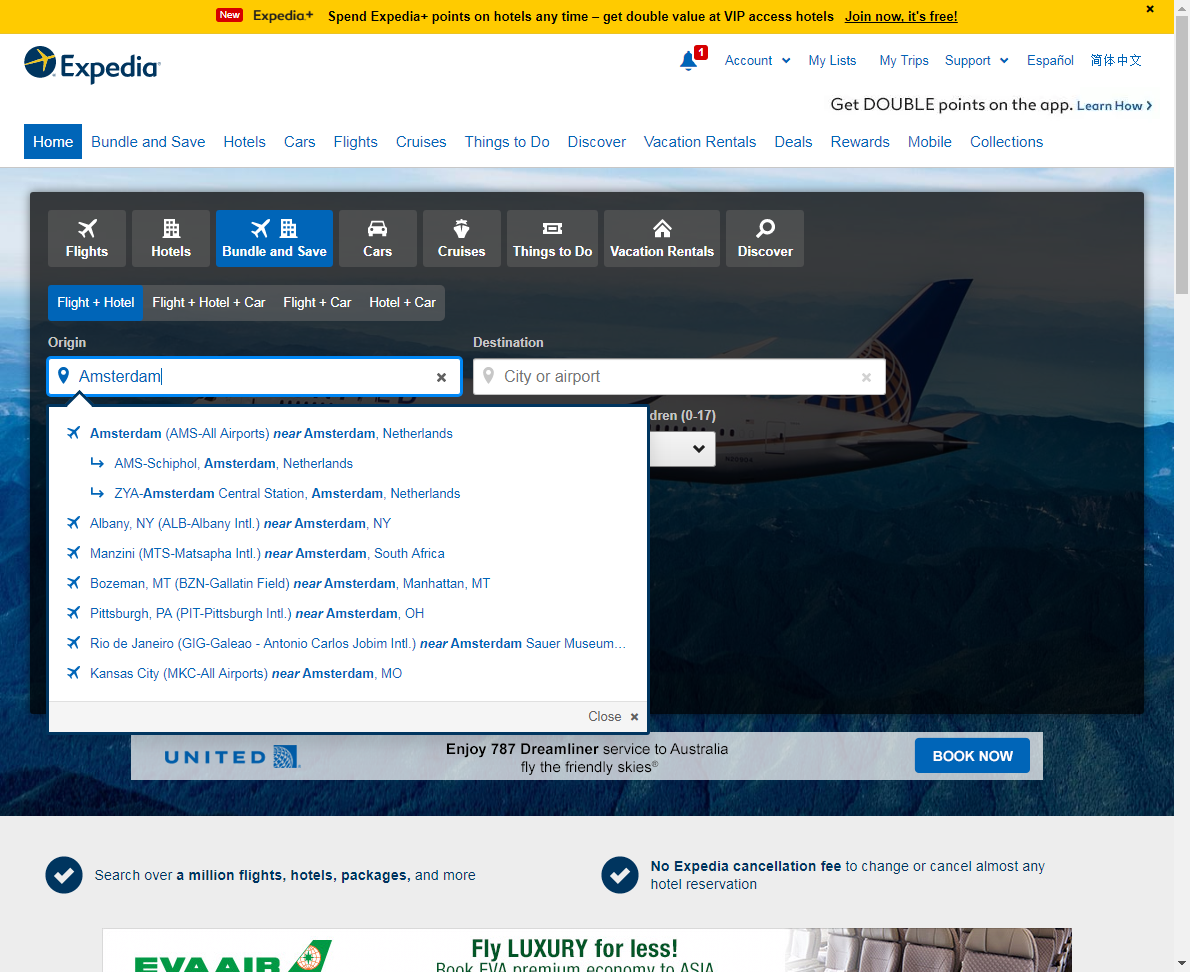 New Expedia+ Spend Expedia+ points on hotels any time – get double value at VIP access hotels Join now, it's free!
Expedia
1 Account My Lists My Trips Support Español 简体中文
Get DOUBLE points on the app. Learn How
Home Bundle and Save Hotels Cars Flights Cruises Things to Do Discover Vacation Rentals Deals Rewards Mobile Collections
Flights Hotels Bundle and Save Cars Cruises Things to Do Vacation Rentals Discover
Flight + Hotel Flight + Hotel + Car Flight + Car Hotel + Car
Origin Destination
Amsterdam City or airport
dren (0-17)
Amsterdam (AMS-All Airports) near Amsterdam, Netherlands
AMS-Schiphol, Amsterdam, Netherlands
ZYA-Amsterdam Central Station, Amsterdam, Netherlands
Albany, NY (ALB-Albany Intl.) near Amsterdam, NY
Manzini (MTS-Matsapha Intl.) near Amsterdam, South Africa
Bozeman, MT (BZN-Gallatin Field) near Amsterdam, Manhattan, MT
Pittsburgh, PA (PIT-Pittsburgh Intl.) near Amsterdam, OH
Rio de Janeiro (GIG-Galeao - Antonio Carlos Jobim Intl.) near Amsterdam Sauer Museum...
Kansas City (MKC-All Airports) near Amsterdam, MO
Close
UNITED
Enjoy 787 Dreamliner service to Australia
fly the friendly skies®
BOOK NOW
Search over a million flights, hotels, packages, and more
No Expedia cancellation fee to change or cancel almost any
hotel reservation
EVA AIR
Fly LUXURY for less!
Book EVA premium economy to ASIA